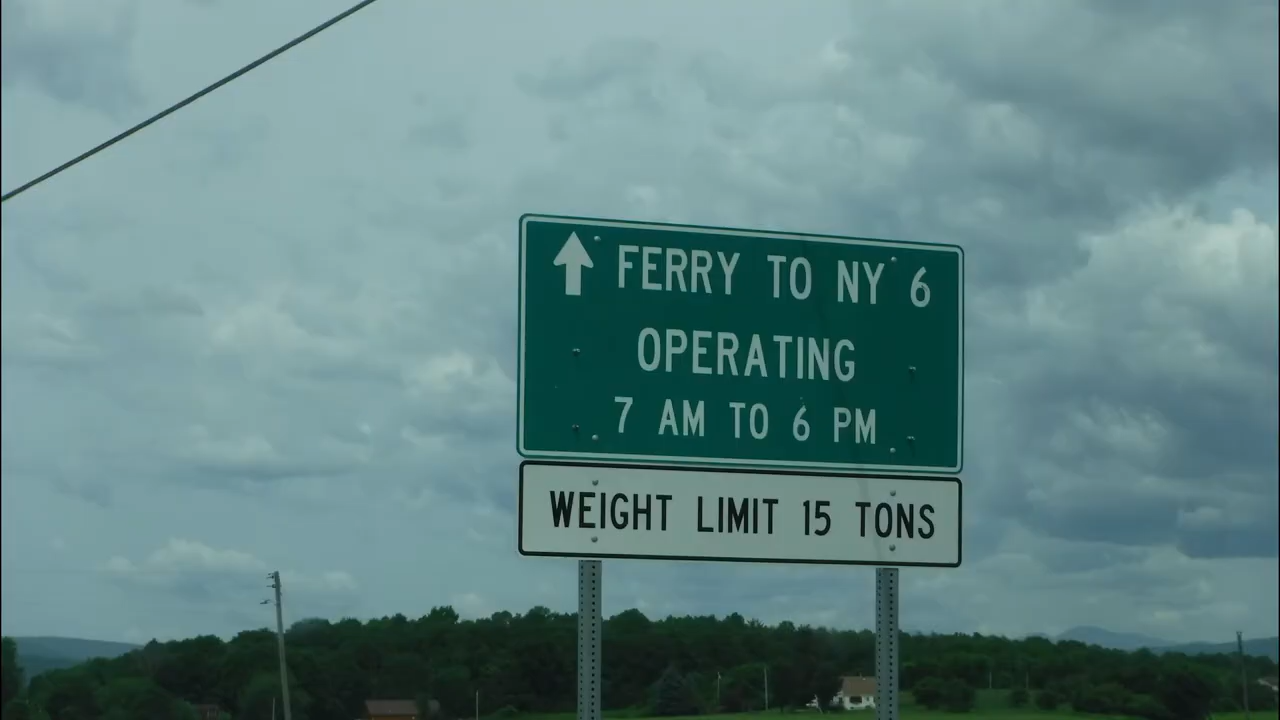 FERRY TO NY 6
OPERATING
7 AM TO 6 PM
WEIGHT LIMIT 15 TONS